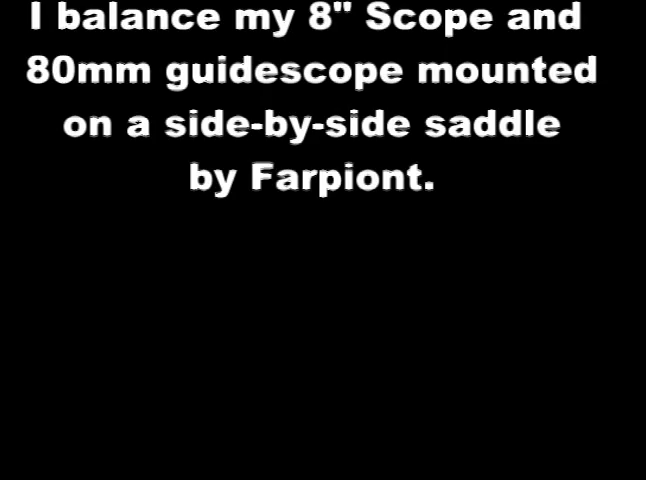 I balance my 8" Scope and
80mm guidescope mounted
on a side-by-side saddle
by Farpiont.